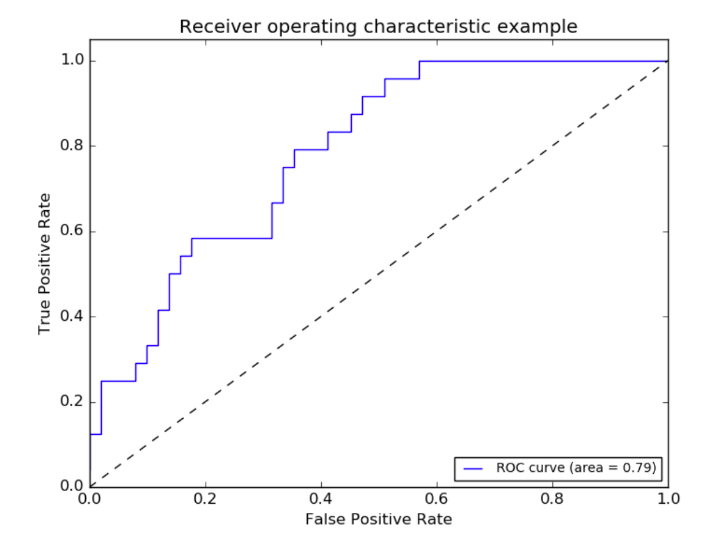 Receiver operating characteristic example
1.0
0.8
0.6
0.4
0.2
0.0
True Positive Rate
ROC curve (area = 0.79)
0.0 0.2 0.4 0.6 0.8 1.0
False Positive Rate